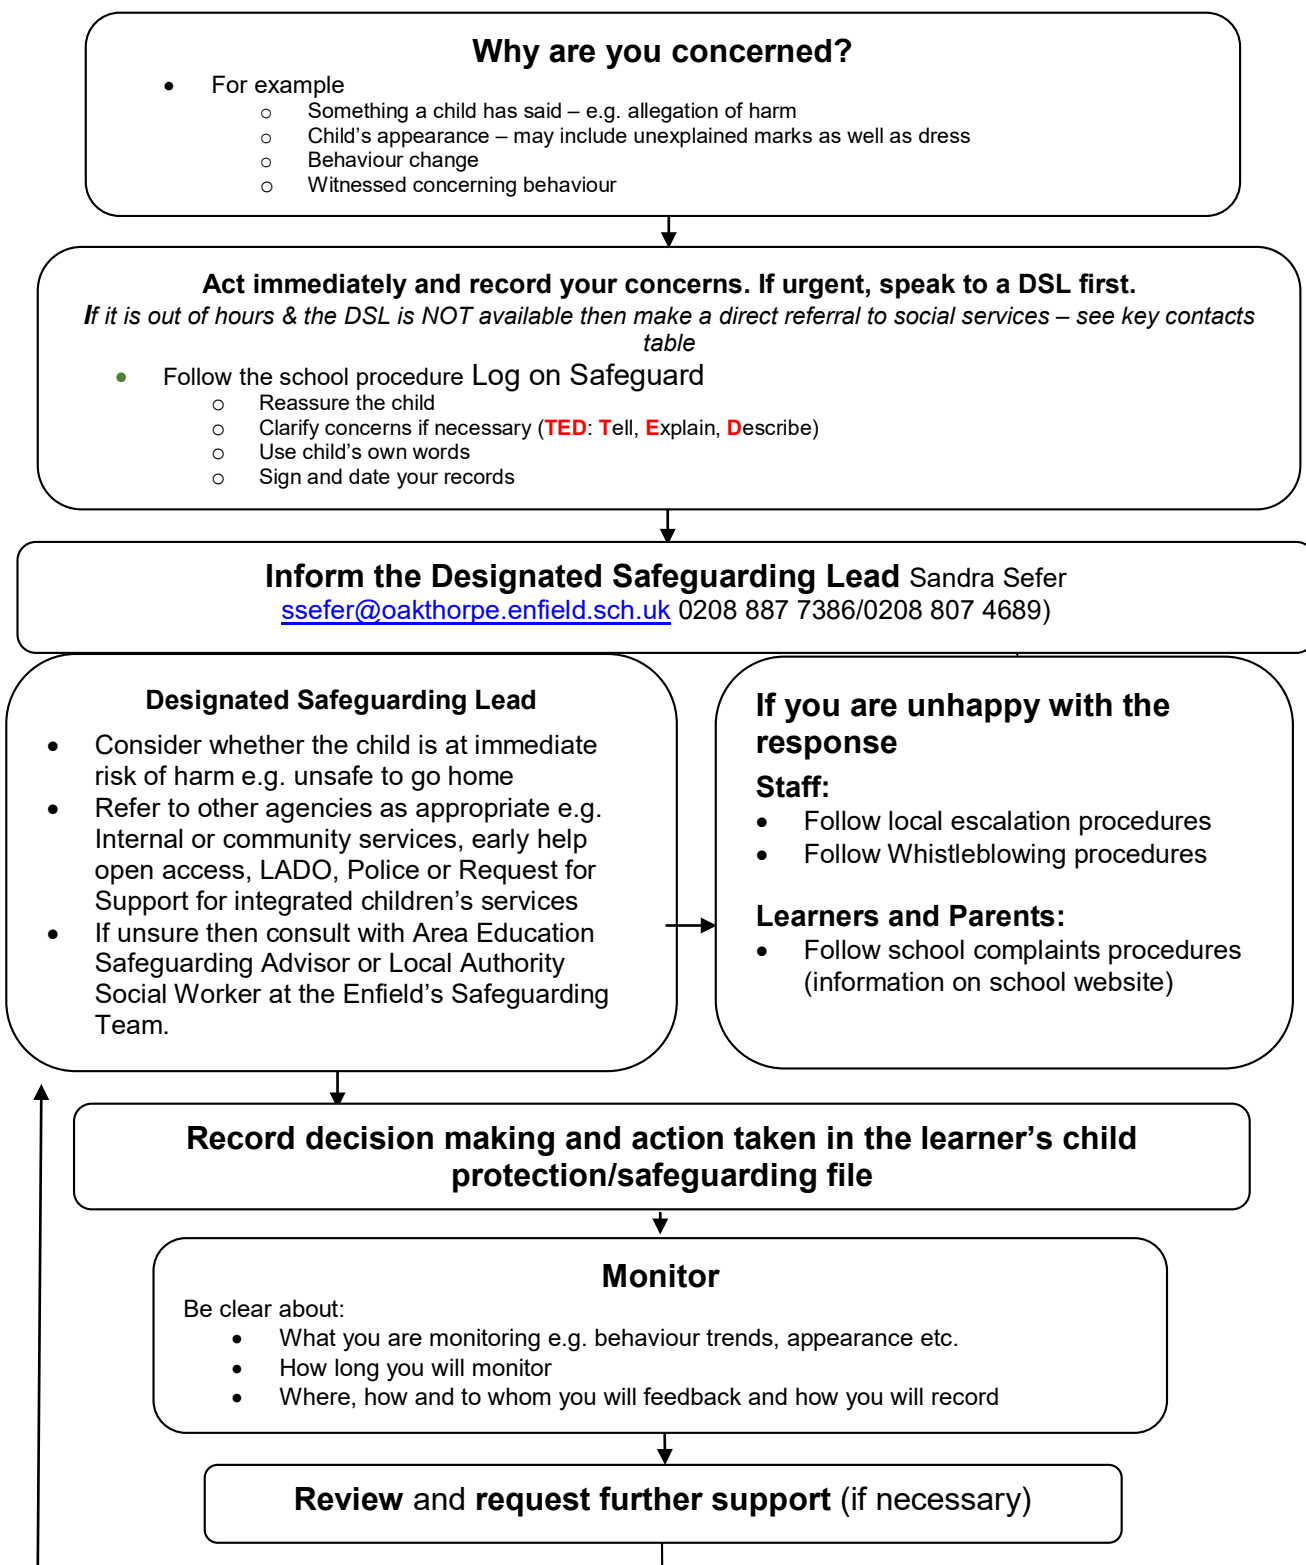 Why are you concerned?
• For example
o Something a child has said – e.g. allegation of harm
o Child's appearance – may include unexplained marks as well as dress
o Behaviour change
o Witnessed concerning behaviour
Act immediately and record your concerns. If urgent, speak to a DSL first.
If it is out of hours & the DSL is NOT available then make a direct referral to social services – see key contacts
table
• Follow the school procedure Log on Safeguard
o Reassure the child
o Clarify concerns if necessary (TED: Tell, Explain, Describe)
o Use child's own words
o Sign and date your records
Inform the Designated Safeguarding Lead Sandra Sefer
ssefer@oakthorpe.enfield.sch.uk 0208 887 7386/0208 807 4689)
Designated Safeguarding Lead
• Consider whether the child is at immediate
risk of harm e.g. unsafe to go home
• Refer to other agencies as appropriate e.g.
Internal or community services, early help
open access, LADO, Police or Request for
Support for integrated children's services
• If unsure then consult with Area Education
Safeguarding Advisor or Local Authority
Social Worker at the Enfield's Safeguarding
Team.
If you are unhappy with the
response
Staff:
• Follow local escalation procedures
• Follow Whistleblowing procedures
Learners and Parents:
• Follow school complaints procedures
(information on school website)
Record decision making and action taken in the learner's child
protection/safeguarding file
Monitor
Be clear about:
• What you are monitoring e.g. behaviour trends, appearance etc.
• How long you will monitor
• Where, how and to whom you will feedback and how you will record
Review and request further support (if necessary)